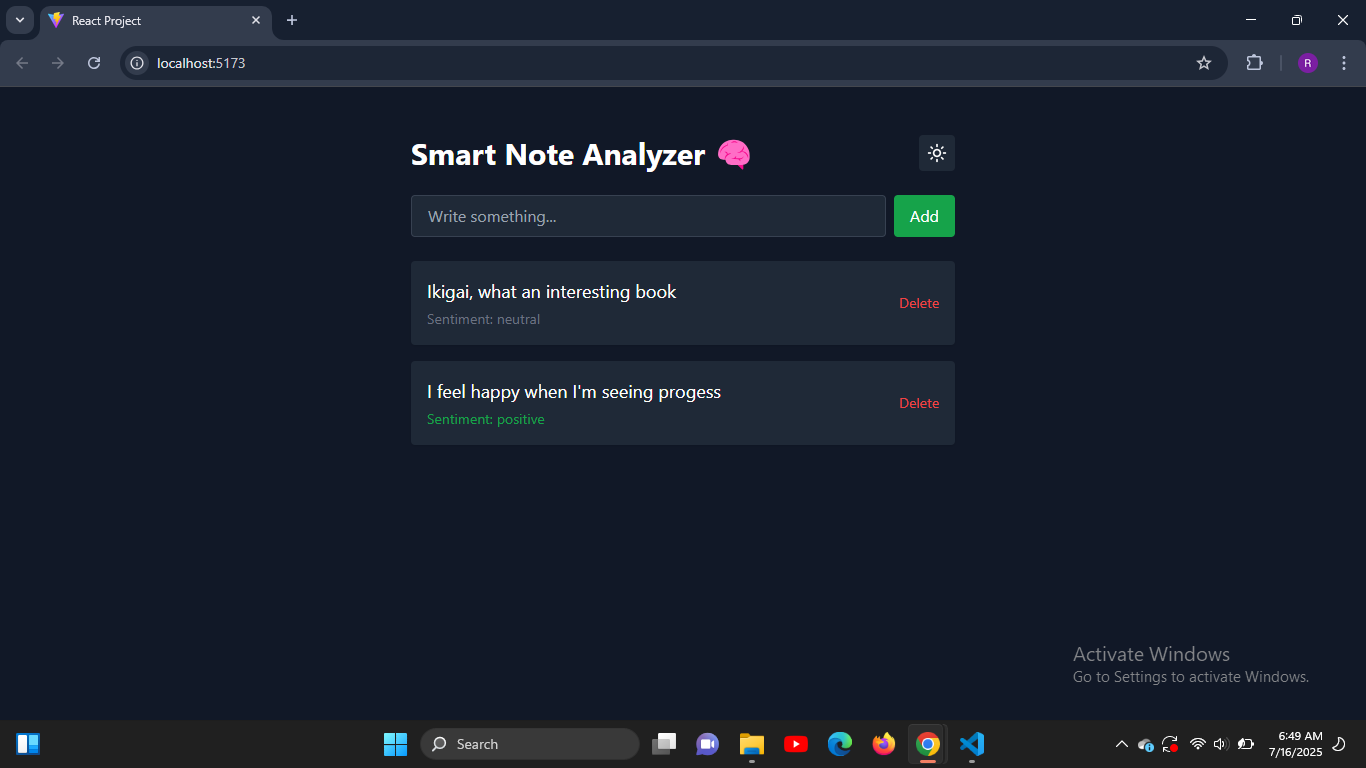 React Project
localhost:5173
R
Smart Note Analyzer 🧠
Write something...
Add
Ikigai, what an interesting book
Sentiment: neutral
Delete
I feel happy when I'm seeing progess
Sentiment: positive
Delete
Activate Windows
Go to Settings to activate Windows.
Search
6:49 AM
7/16/2025